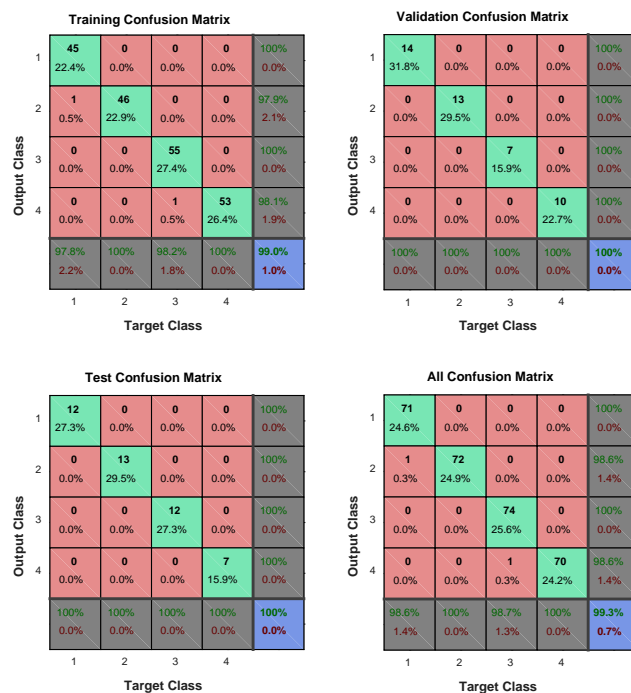 Training Confusion Matrix
45 0 0 0 100%
1
22.4% 0.0% 0.0% 0.0% 0.0%
1 46 0 0 97.9%
2
0.5% 22.9% 0.0% 0.0% 2.1%
0 0 55 0 100%
3
0.0% 0.0% 27.4% 0.0% 0.0%
0 0 1 53 98.1%
4
0.0% 0.0% 0.5% 26.4% 1.9%
97.8% 100% 98.2% 100% 99.0%
2.2% 0.0% 1.8% 0.0% 1.0%
1 2 3 4
Target Class
Output Class
Validation Confusion Matrix
14 0 0 0 100%
1
31.8% 0.0% 0.0% 0.0% 0.0%
0 13 0 0 100%
2
0.0% 29.5% 0.0% 0.0% 0.0%
0 0 7 0 100%
3
0.0% 0.0% 15.9% 0.0% 0.0%
0 0 0 10 100%
4
0.0% 0.0% 0.0% 22.7% 0.0%
100% 100% 100% 100% 100%
0.0% 0.0% 0.0% 0.0% 0.0%
1 2 3 4
Target Class
Output Class
Test Confusion Matrix
12 0 0 0 100%
1
27.3% 0.0% 0.0% 0.0% 0.0%
0 13 0 0 100%
2
0.0% 29.5% 0.0% 0.0% 0.0%
0 0 12 0 100%
3
0.0% 0.0% 27.3% 0.0% 0.0%
0 0 0 7 100%
4
0.0% 0.0% 0.0% 15.9% 0.0%
100% 100% 100% 100% 100%
0.0% 0.0% 0.0% 0.0% 0.0%
1 2 3 4
Target Class
Output Class
All Confusion Matrix
71 0 0 0 100%
1
24.6% 0.0% 0.0% 0.0% 0.0%
1 72 0 0 98.6%
2
0.3% 24.9% 0.0% 0.0% 1.4%
0 0 74 0 100%
3
0.0% 0.0% 25.6% 0.0% 0.0%
0 0 1 70 98.6%
4
0.0% 0.0% 0.3% 24.2% 1.4%
98.6% 100% 98.7% 100% 99.3%
1.4% 0.0% 1.3% 0.0% 0.7%
1 2 3 4
Target Class
Output Class